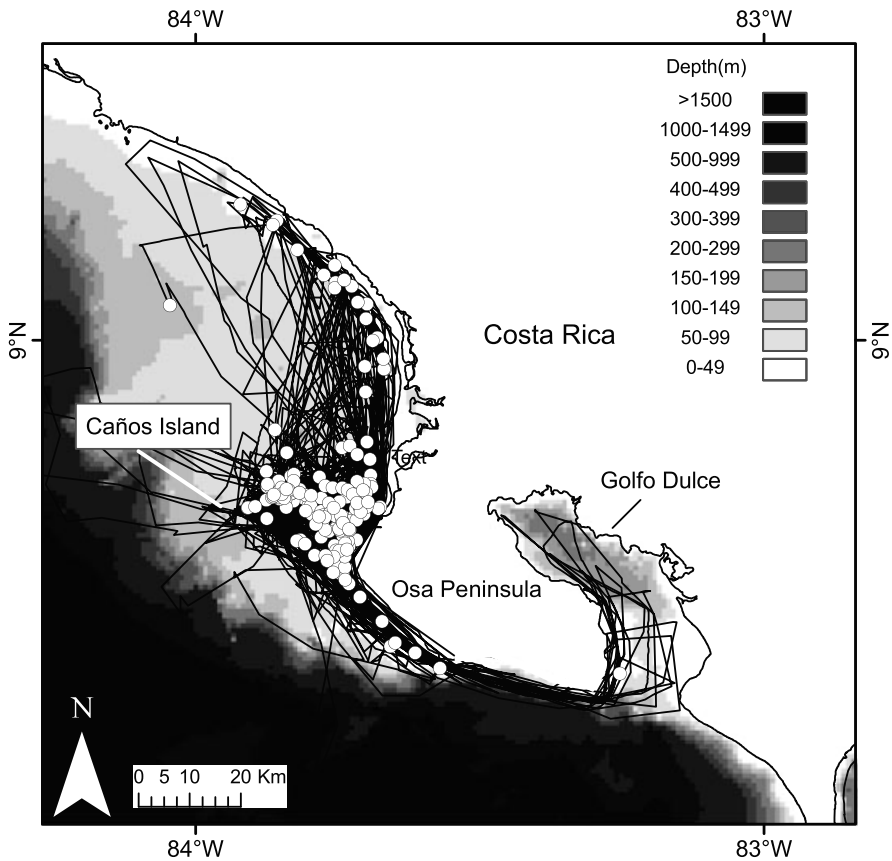 84°W 83°W
Depth(m)
>1500
1000-1499
500-999
400-499
300-399
200-299
150-199
100-149
50-99
0-49
9°N
9°N
Costa Rica
Caños Island
Text
Golfo Dulce
Osa Peninsula
N
0 5 10 20 Km
84°W 83°W